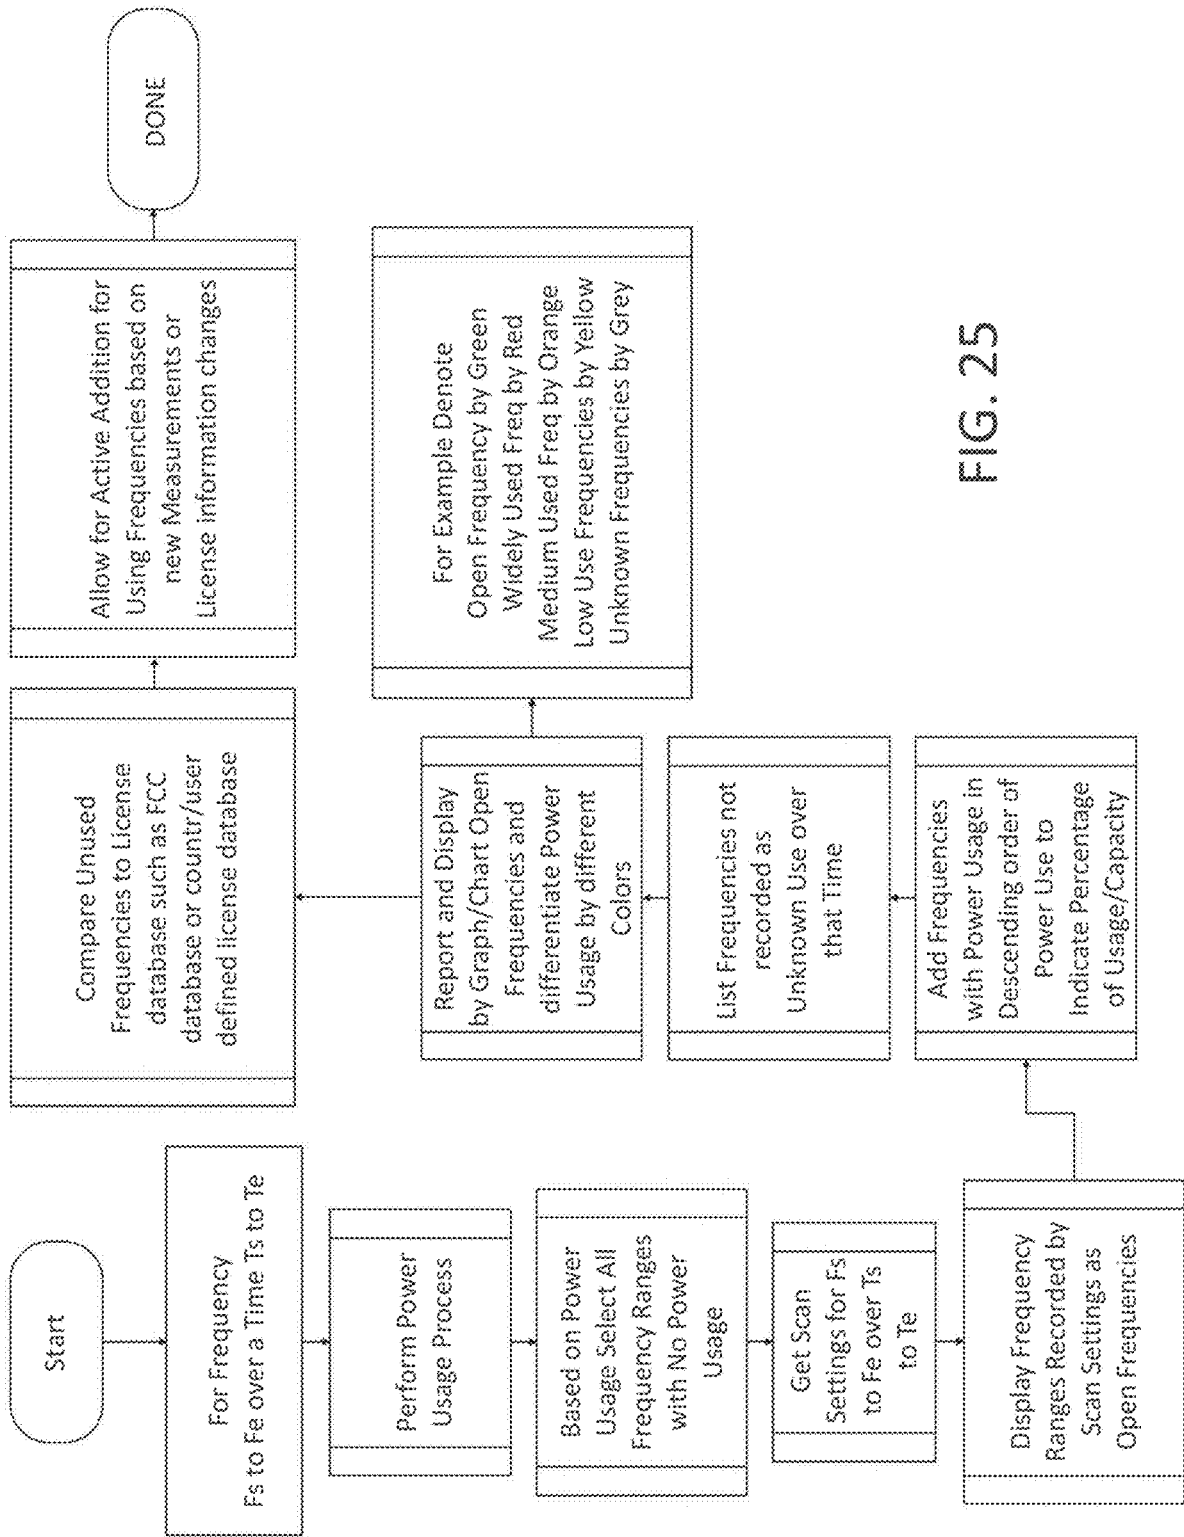 Start
For Frequency
Fs to Fe over a Time Ts to Te
Perform Power
Usage Process
Based on Power
Usage Select All
Frequency Ranges
with No Power
Usage
Get Scan
Settings for Fs
to Fe over Ts
to Te
Display Frequency
Ranges Recorded by
Scan Settings as
Open Frequencies
Add Frequencies
with Power Usage in
Descending order of
Power Use to
Indicate Percentage
of Usage/Capacity
List Frequencies not
recorded as
Unknown Use over
that Time
Report and Display
by Graph/Chart Open
Frequencies and
differentiate Power
Usage by different
Colors
For Example Denote
Open Frequency by Green
Widely Used Freq by Red
Medium Used Freq by Orange
Low Use Frequencies by Yellow
Unknown Frequencies by Grey
Compare Unused
Frequencies to License
database such as FCC
database or countr/user
defined license database
Allow for Active Addition for
Using Frequencies based on
new Measurements or
License information changes
DONE
FIG. 25